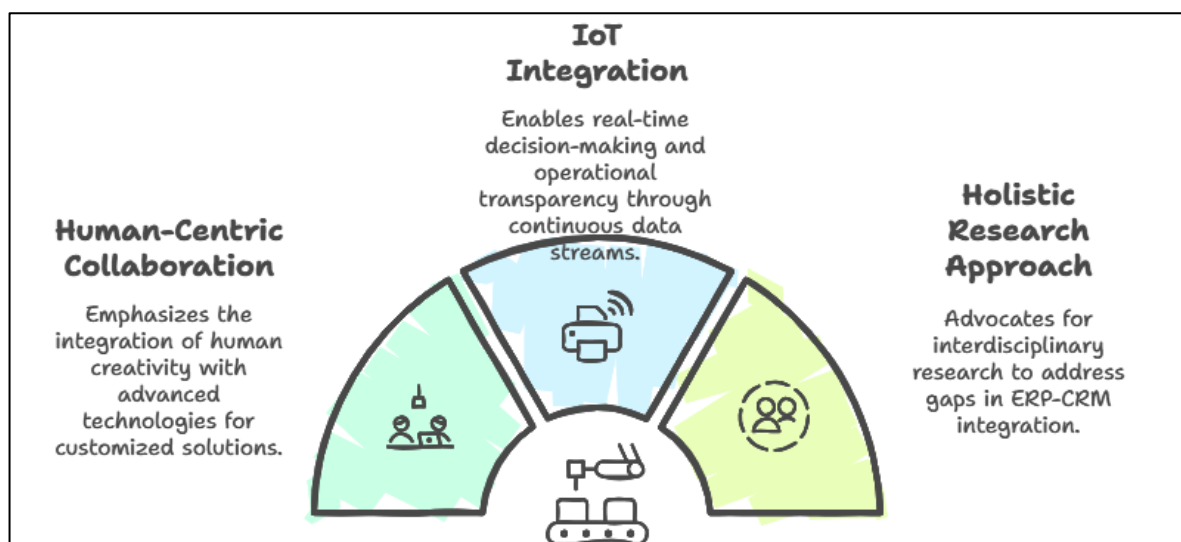 IoT
Integration
Enables real-time
decision-making and
operational
transparency through
continuous data
streams.
Human-Centric
Collaboration
Emphasizes the
integration of human
creativity with
advanced
technologies for
customized solutions.
Holistic
Research
Approach
Advocates for
interdisciplinary
research to address
gaps in ERP-CRM
integration.